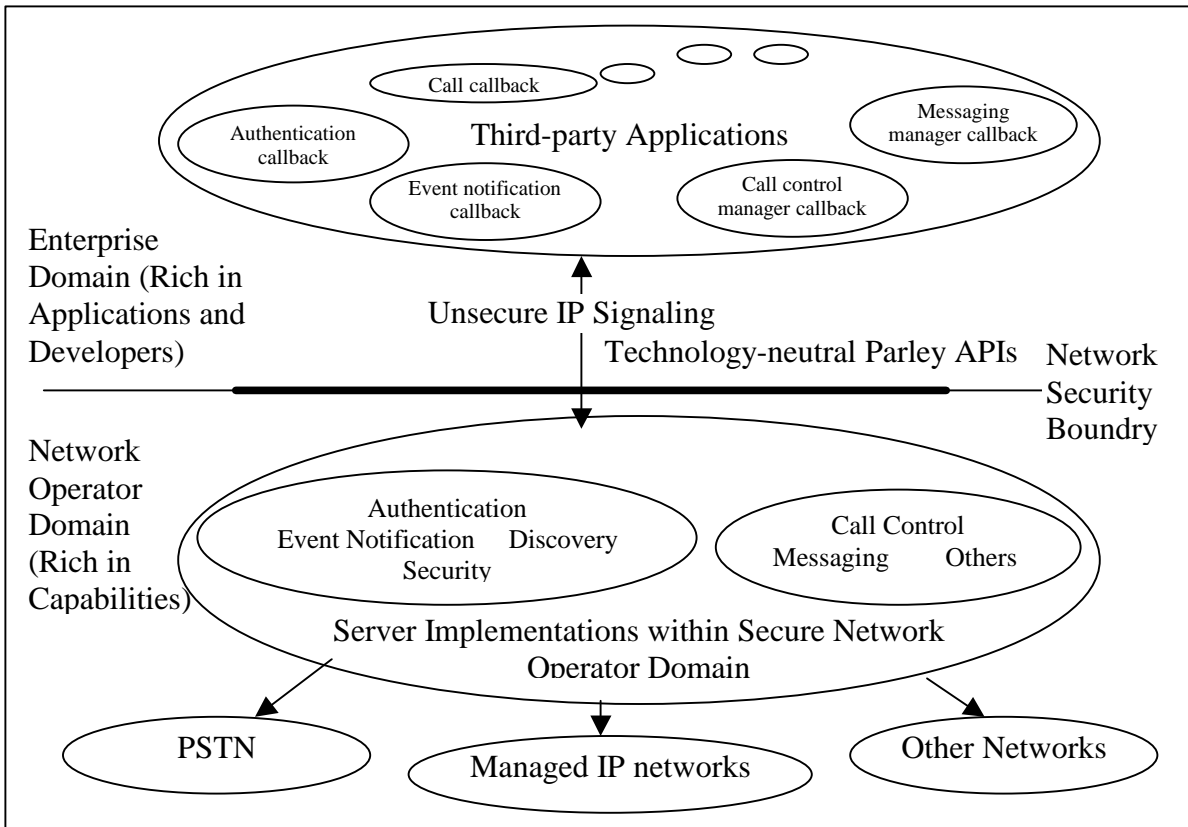 Call callback
Authentication
callback
Third-party Applications
Messaging
manager callback
Event notification
callback
Call control
manager callback
Enterprise
Domain (Rich in
Applications and
Developers)
Unsecure IP Signaling
Technology-neutral Parley APIs
Network
Security
Boundry
Network
Operator
Domain
(Rich in
Capabilities)
Authentication
Event Notification Discovery
Security
Call Control
Messaging Others
Server Implementations within Secure Network
Operator Domain
PSTN
Managed IP networks
Other Networks